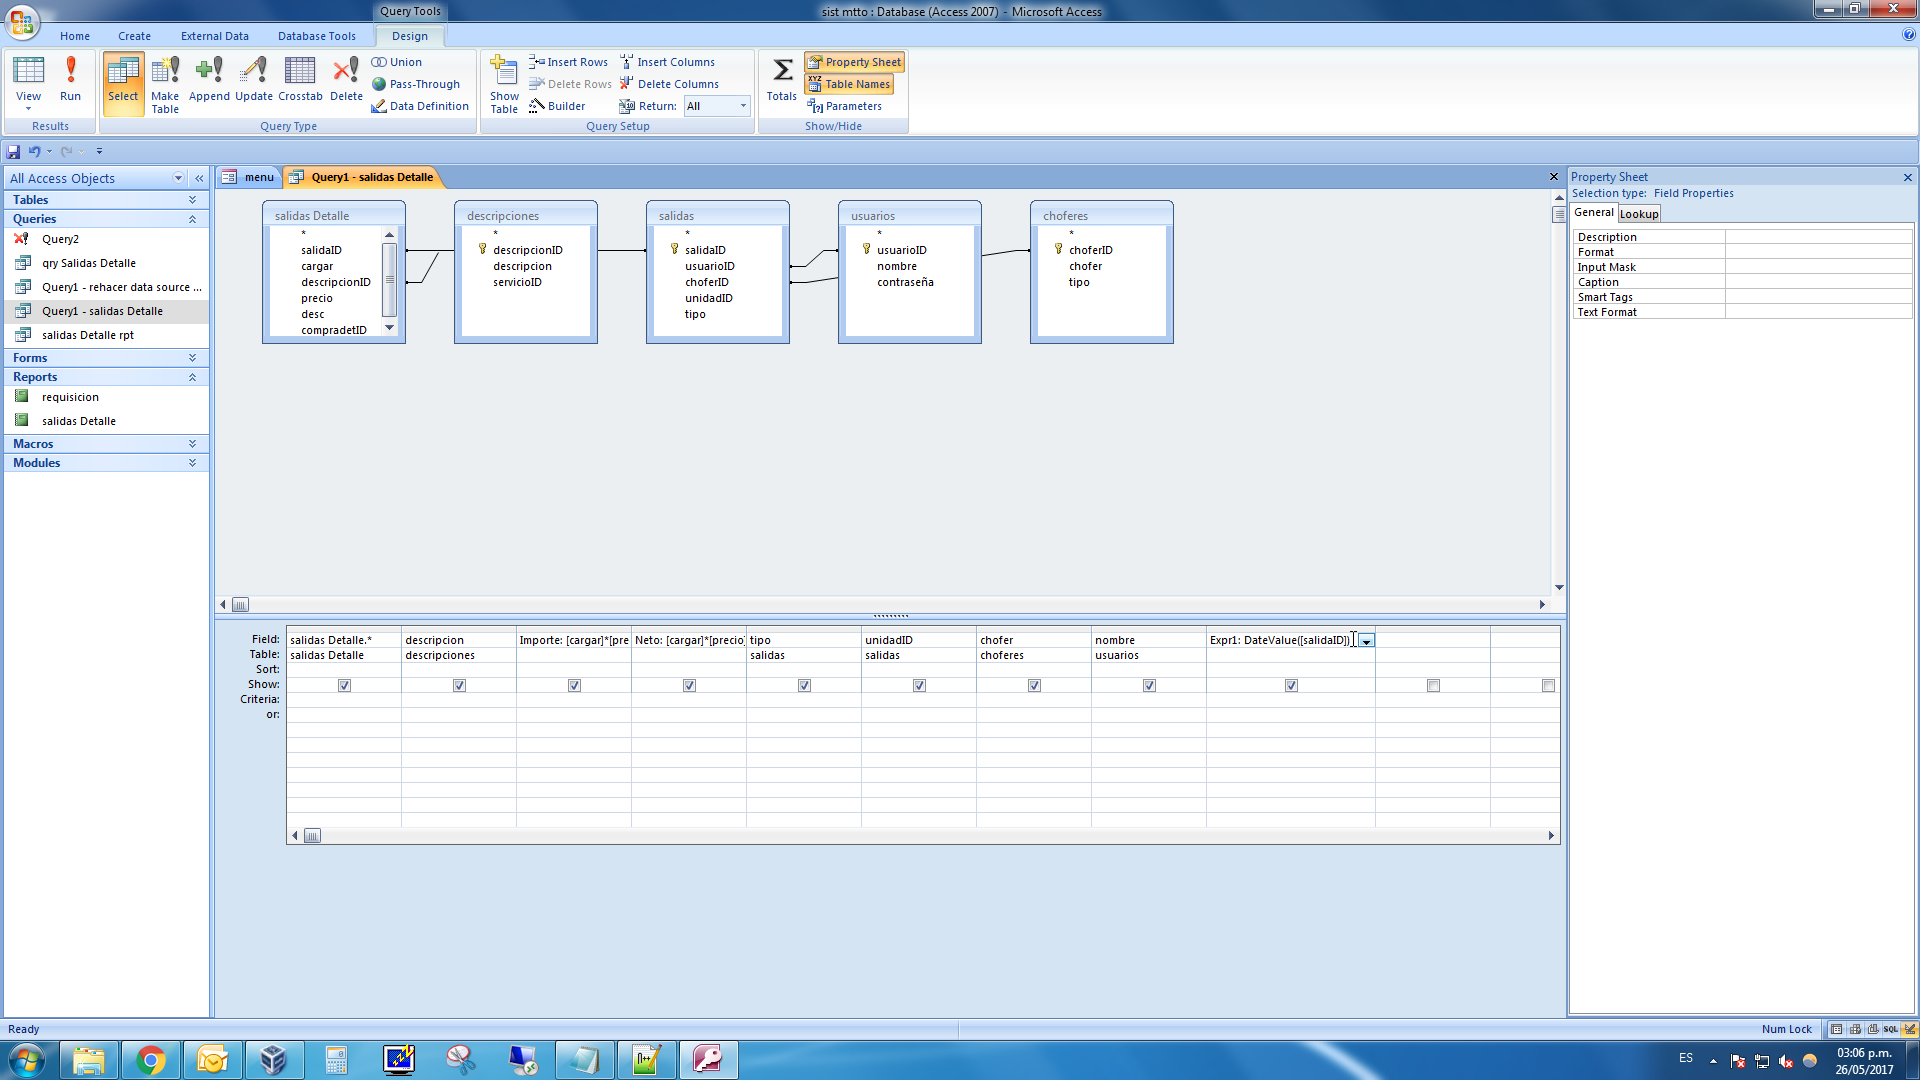 Query Tools
sist mtto : Database (Access 2007) - Microsoft Access
Home
Create
External Data
Database Tools
Design
View
Run
Results
Select
Make Table
Append
Update
Crosstab
Delete
Union
Pass-Through
Data Definition
Query Type
Show Table
Insert Rows
Delete Rows
Builder
Insert Columns
Delete Columns
Return: All
Query Setup
Totals
Property Sheet
Table Names
Parameters
Show/Hide
All Access Objects
Tables
Queries
Query2
qry Salidas Detalle
Query1 - rehacer data source ...
Query1 - salidas Detalle
salidas Detalle rpt
Forms
Reports
requisicion
salidas Detalle
Macros
Modules
menu
Query1 - salidas Detalle
salidas Detalle
*
salidaID
cargar
descripcionID
precio
desc
compradetID
descripciones
*
descripcionID
descripcion
servicioID
salidas
*
salidaID
usuarioID
choferID
unidadID
tipo
usuarios
*
usuarioID
nombre
contraseña
choferes
*
choferID
chofer
tipo
Field: salidas Detalle.* descripcion Importe: [cargar]*[pre Neto: [cargar]*[precio] tipo unidadID chofer nombre Expr1: DateValue([salidaID])
Table: salidas Detalle descripciones salidas salidas choferes usuarios
Sort:
Show:
Criteria:
or:
Property Sheet
Selection type: Field Properties
General
Lookup
Description
Format
Input Mask
Caption
Smart Tags
Text Format
Ready
Num Lock
SQL
ES
03:06 p.m.
26/05/2017